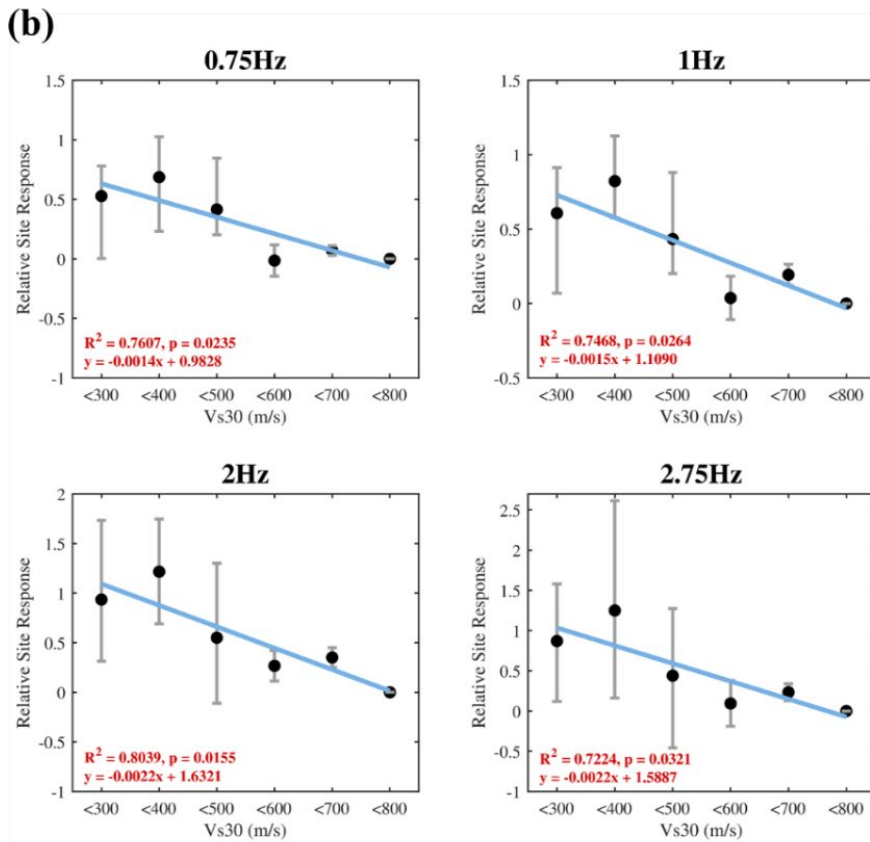 (b)
0.75Hz
1.5
1
0.5
0
-0.5
-1
Relative Site Response
R² = 0.7607, p = 0.0235
y = -0.0014x + 0.9828
<300 <400 <500 <600 <700 <800
Vs30 (m/s)
1Hz
1.5
1
0.5
0
-0.5
Relative Site Response
R² = 0.7468, p = 0.0264
y = -0.0015x + 1.1090
<300 <400 <500 <600 <700 <800
Vs30 (m/s)
2Hz
2
1.5
1
0.5
0
-0.5
-1
Relative Site Response
R² = 0.8039, p = 0.0155
y = -0.0022x + 1.6321
<300 <400 <500 <600 <700 <800
Vs30 (m/s)
2.75Hz
2.5
2
1.5
1
0.5
0
-0.5
-1
Relative Site Response
R² = 0.7224, p = 0.0321
y = -0.0022x + 1.5887
<300 <400 <500 <600 <700 <800
Vs30 (m/s)